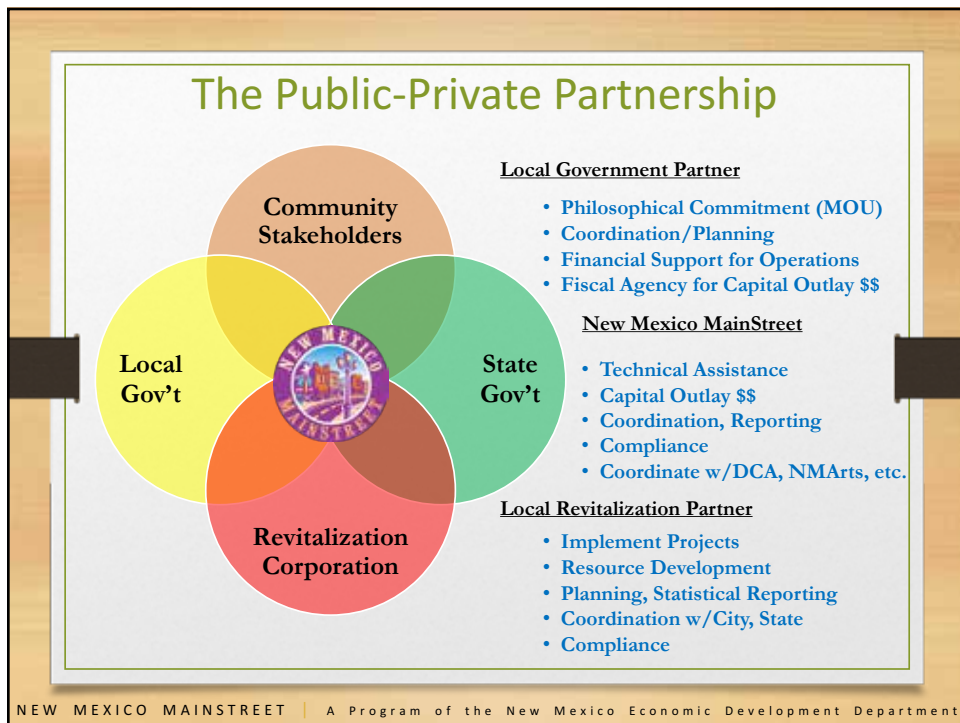 The Public-Private Partnership
Community
Stakeholders
Local
Gov't
State
Gov't
NEW MEXICO
MAINSTREET
Revitalization
Corporation
Local Government Partner
• Philosophical Commitment (MOU)
• Coordination/Planning
• Financial Support for Operations
• Fiscal Agency for Capital Outlay $$
New Mexico MainStreet
• Technical Assistance
• Capital Outlay $$
• Coordination, Reporting
• Compliance
• Coordinate w/DCA, NMArts, etc.
Local Revitalization Partner
• Implement Projects
• Resource Development
• Planning, Statistical Reporting
• Coordination w/City, State
• Compliance
NEW MEXICO MAINSTREET | A Program of the New Mexico Economic Development Department